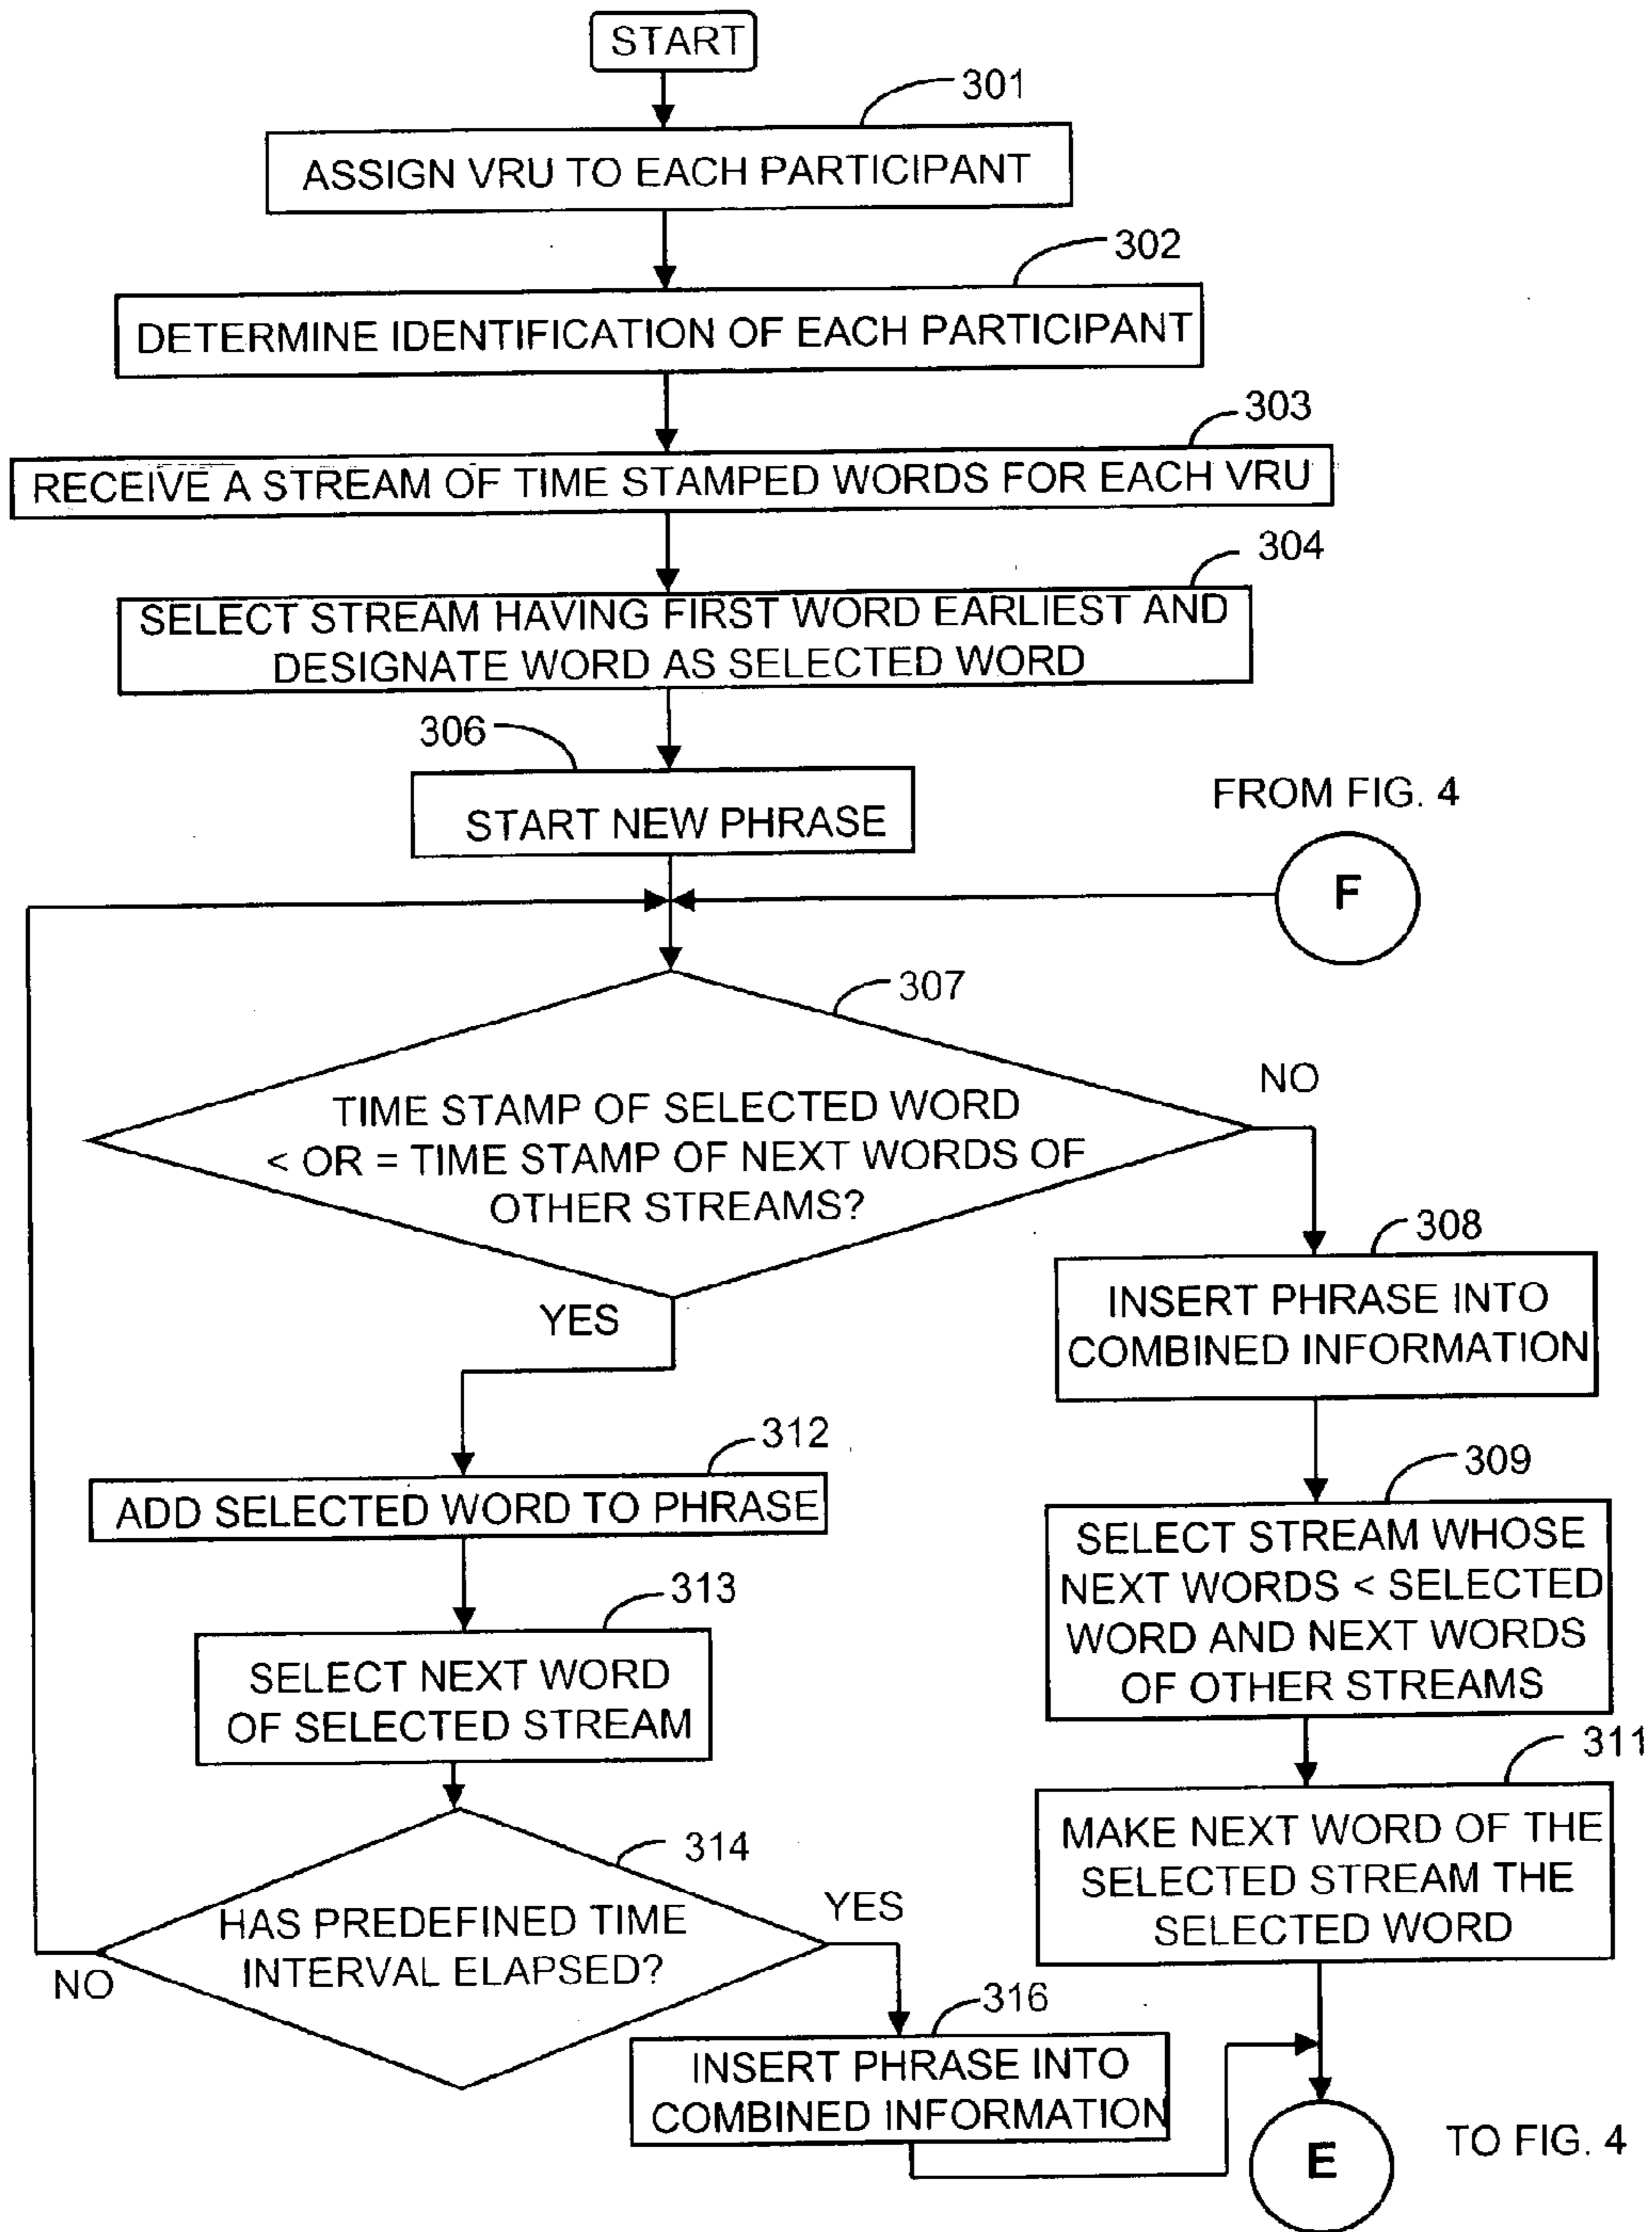 START
301
ASSIGN VRU TO EACH PARTICIPANT
302
DETERMINE IDENTIFICATION OF EACH PARTICIPANT
303
RECEIVE A STREAM OF TIME STAMPED WORDS FOR EACH VRU
304
SELECT STREAM HAVING FIRST WORD EARLIEST AND
DESIGNATE WORD AS SELECTED WORD
306
START NEW PHRASE
FROM FIG. 4
F
307
TIME STAMP OF SELECTED WORD
< OR = TIME STAMP OF NEXT WORDS OF
OTHER STREAMS?
NO
YES
308
INSERT PHRASE INTO
COMBINED INFORMATION
312
ADD SELECTED WORD TO PHRASE
309
SELECT STREAM WHOSE
NEXT WORDS < SELECTED
WORD AND NEXT WORDS
OF OTHER STREAMS
313
SELECT NEXT WORD
OF SELECTED STREAM
311
MAKE NEXT WORD OF THE
SELECTED STREAM THE
SELECTED WORD
314
HAS PREDEFINED TIME
INTERVAL ELAPSED?
YES
NO
316
INSERT PHRASE INTO
COMBINED INFORMATION
E
TO FIG. 4